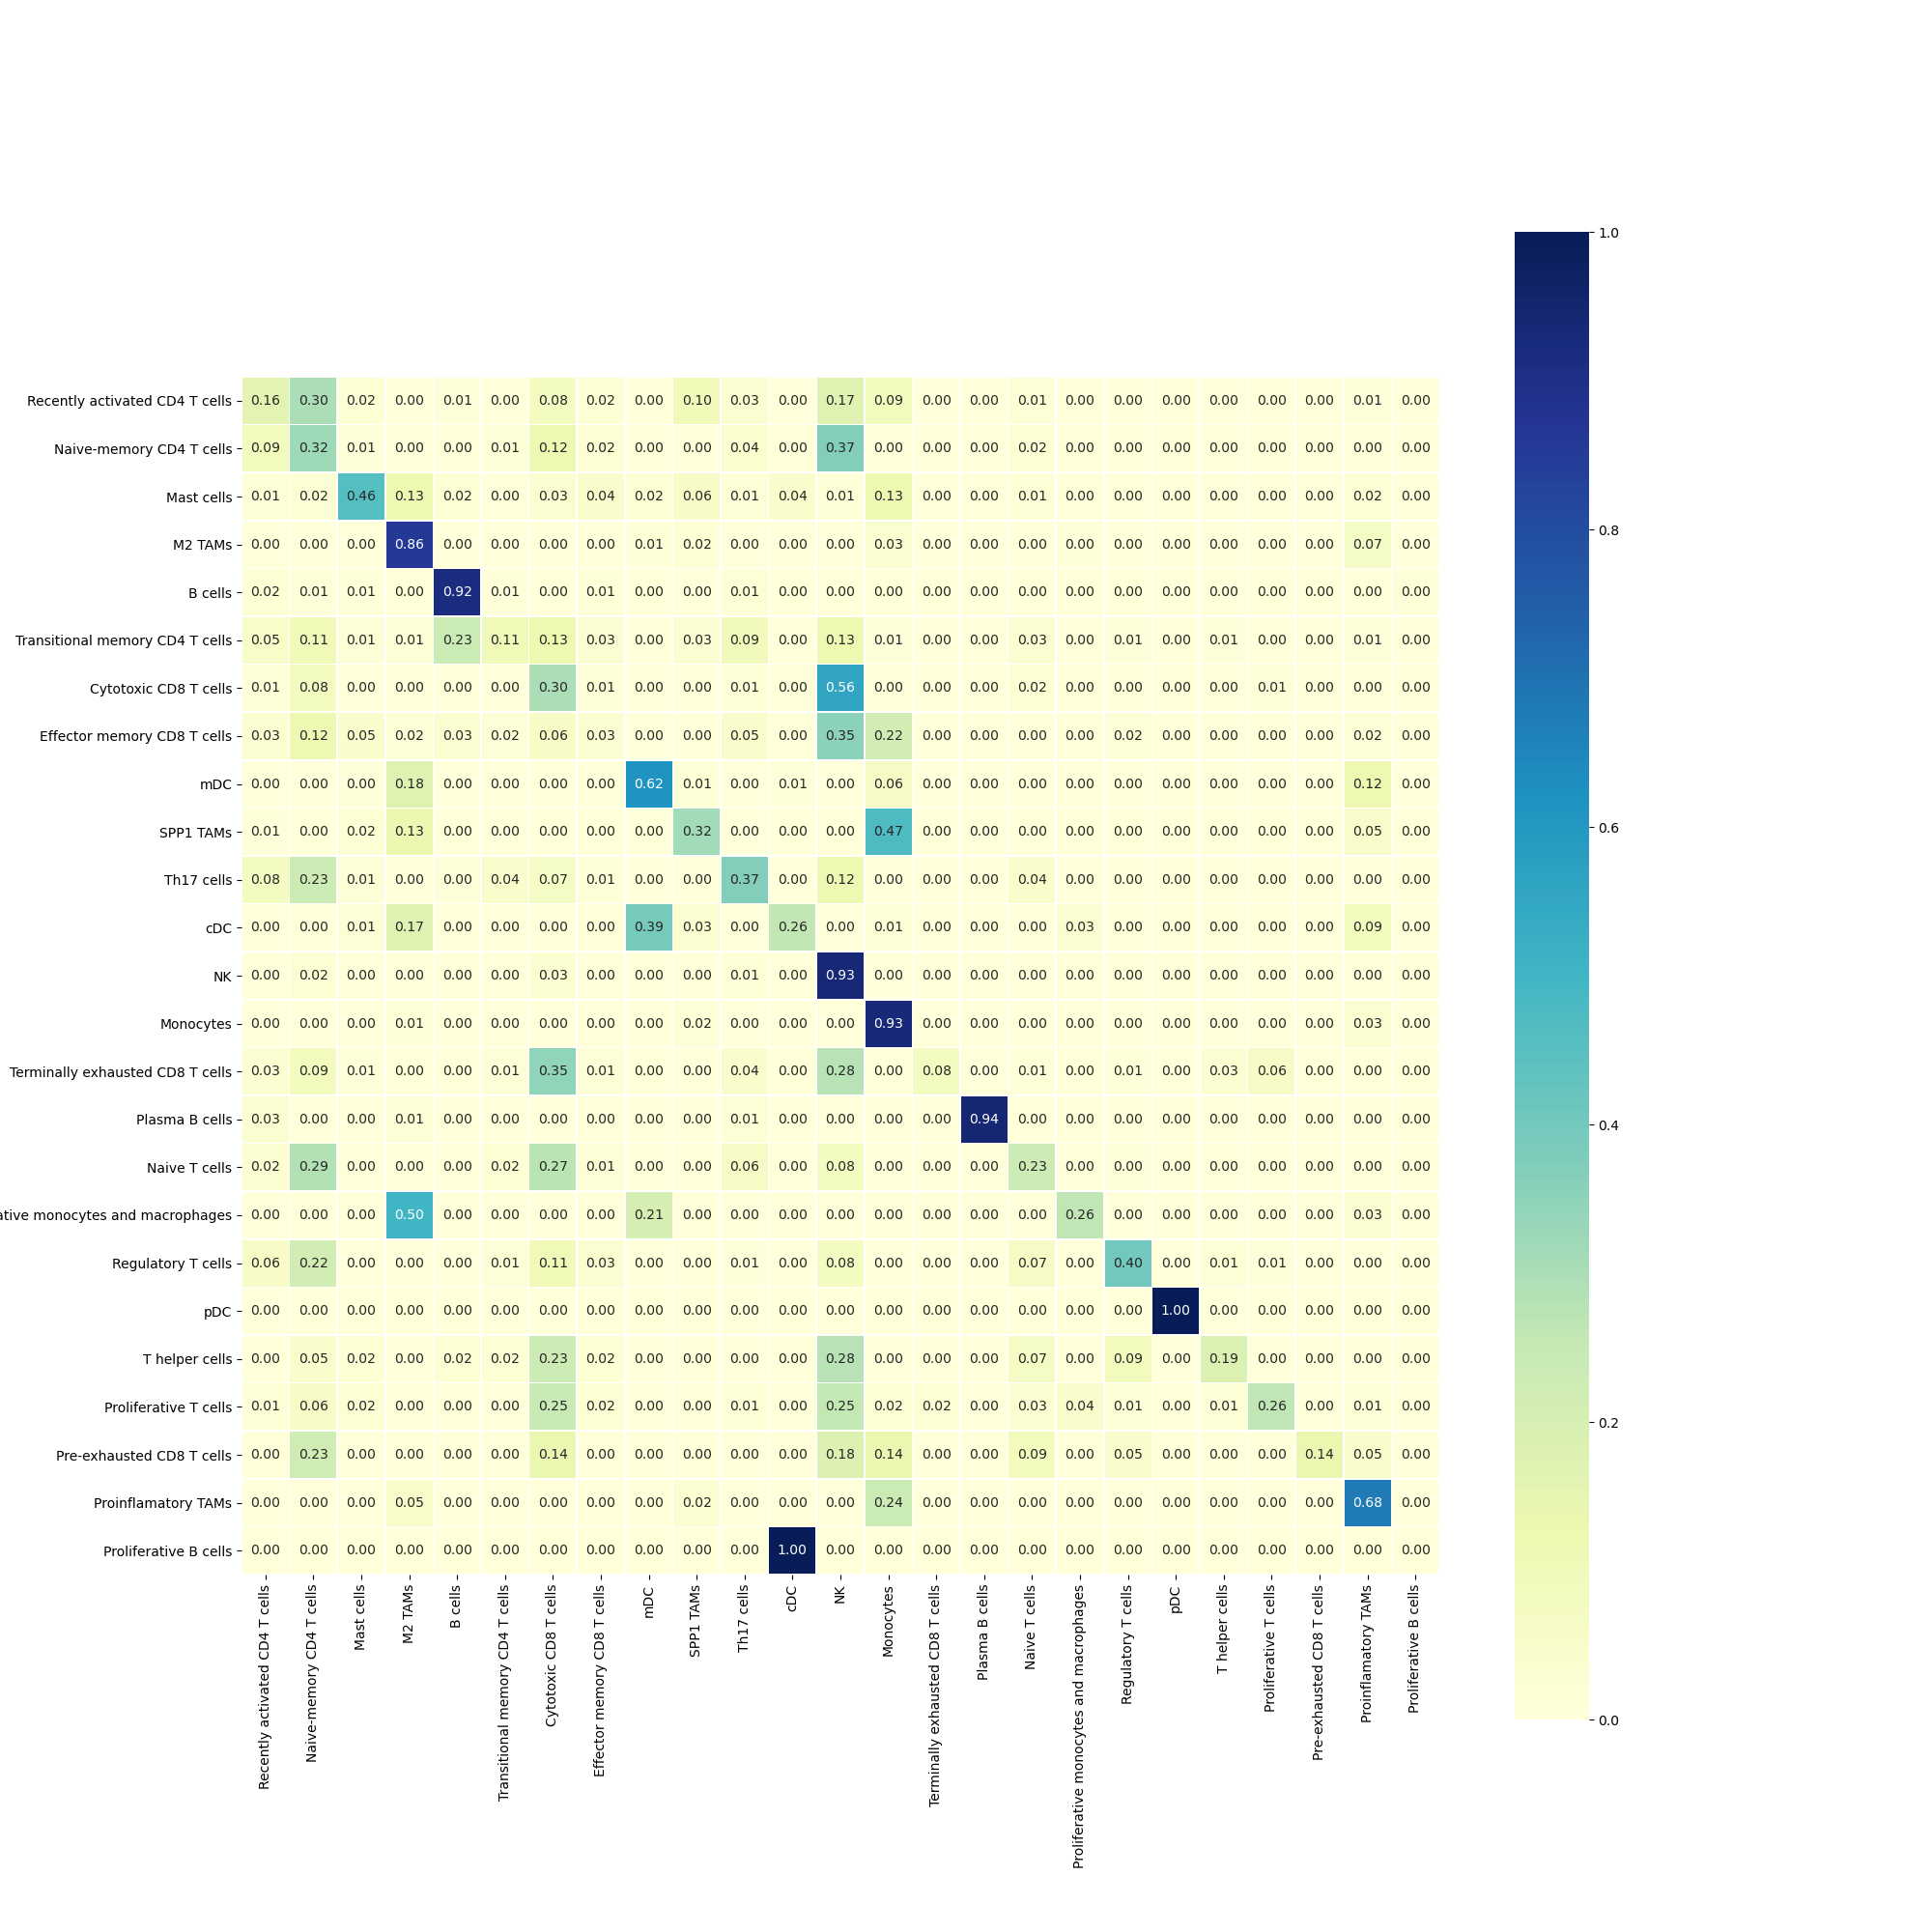 1.0
Recently activated CD4 T cells 0.16 0.30 0.02 0.00 0.01 0.00 0.08 0.02 0.00 0.10 0.03 0.00 0.17 0.09 0.00 0.00 0.01 0.00 0.00 0.00 0.00 0.00 0.00 0.01 0.00
Naive-memory CD4 T cells 0.09 0.32 0.01 0.00 0.00 0.01 0.12 0.02 0.00 0.00 0.04 0.00 0.37 0.00 0.00 0.00 0.02 0.00 0.00 0.00 0.00 0.00 0.00 0.00 0.00
Mast cells 0.01 0.02 0.46 0.13 0.02 0.00 0.03 0.04 0.02 0.06 0.01 0.04 0.01 0.13 0.00 0.00 0.01 0.00 0.00 0.00 0.00 0.00 0.00 0.02 0.00
0.8
M2 TAMs 0.00 0.00 0.00 0.86 0.00 0.00 0.00 0.00 0.01 0.02 0.00 0.00 0.00 0.03 0.00 0.00 0.00 0.00 0.00 0.00 0.00 0.00 0.00 0.07 0.00
B cells 0.02 0.01 0.01 0.00 0.92 0.01 0.00 0.01 0.00 0.00 0.01 0.00 0.00 0.00 0.00 0.00 0.00 0.00 0.00 0.00 0.00 0.00 0.00 0.00 0.00
Transitional memory CD4 T cells 0.05 0.11 0.01 0.01 0.23 0.11 0.13 0.03 0.00 0.03 0.09 0.00 0.13 0.01 0.00 0.00 0.03 0.00 0.01 0.00 0.01 0.00 0.00 0.01 0.00
Cytotoxic CD8 T cells 0.01 0.08 0.00 0.00 0.00 0.00 0.30 0.01 0.00 0.00 0.01 0.00 0.56 0.00 0.00 0.00 0.02 0.00 0.00 0.00 0.00 0.01 0.00 0.00 0.00
Effector memory CD8 T cells 0.03 0.12 0.05 0.02 0.03 0.02 0.06 0.03 0.00 0.00 0.05 0.00 0.35 0.22 0.00 0.00 0.00 0.00 0.02 0.00 0.00 0.00 0.00 0.02 0.00
mDC 0.00 0.00 0.00 0.18 0.00 0.00 0.00 0.00 0.62 0.01 0.00 0.01 0.00 0.06 0.00 0.00 0.00 0.00 0.00 0.00 0.00 0.00 0.00 0.12 0.00
0.6
SPP1 TAMs 0.01 0.00 0.02 0.13 0.00 0.00 0.00 0.00 0.00 0.32 0.00 0.00 0.00 0.47 0.00 0.00 0.00 0.00 0.00 0.00 0.00 0.00 0.00 0.05 0.00
Th17 cells 0.08 0.23 0.01 0.00 0.00 0.04 0.07 0.01 0.00 0.00 0.37 0.00 0.12 0.00 0.00 0.00 0.04 0.00 0.00 0.00 0.00 0.00 0.00 0.00 0.00
cDC 0.00 0.00 0.01 0.17 0.00 0.00 0.00 0.00 0.39 0.03 0.00 0.26 0.00 0.01 0.00 0.00 0.00 0.03 0.00 0.00 0.00 0.00 0.00 0.09 0.00
NK 0.00 0.02 0.00 0.00 0.00 0.00 0.03 0.00 0.00 0.00 0.01 0.00 0.93 0.00 0.00 0.00 0.00 0.00 0.00 0.00 0.00 0.00 0.00 0.00 0.00
Monocytes 0.00 0.00 0.00 0.01 0.00 0.00 0.00 0.00 0.00 0.02 0.00 0.00 0.00 0.93 0.00 0.00 0.00 0.00 0.00 0.00 0.00 0.00 0.00 0.03 0.00
Terminally exhausted CD8 T cells 0.03 0.09 0.01 0.00 0.00 0.01 0.35 0.01 0.00 0.00 0.04 0.00 0.28 0.00 0.08 0.00 0.01 0.00 0.01 0.00 0.03 0.06 0.00 0.00 0.00
Plasma B cells 0.03 0.00 0.00 0.01 0.00 0.00 0.00 0.00 0.00 0.00 0.01 0.00 0.00 0.00 0.00 0.94 0.00 0.00 0.00 0.00 0.00 0.00 0.00 0.00 0.00
0.4
Naive T cells 0.02 0.29 0.00 0.00 0.00 0.02 0.27 0.01 0.00 0.00 0.06 0.00 0.08 0.00 0.00 0.00 0.23 0.00 0.00 0.00 0.00 0.00 0.00 0.00 0.00
ative monocytes and macrophages 0.00 0.00 0.00 0.50 0.00 0.00 0.00 0.00 0.21 0.00 0.00 0.00 0.00 0.00 0.00 0.00 0.00 0.26 0.00 0.00 0.00 0.00 0.00 0.03 0.00
Regulatory T cells 0.06 0.22 0.00 0.00 0.00 0.01 0.11 0.03 0.00 0.00 0.01 0.00 0.08 0.00 0.00 0.00 0.07 0.00 0.40 0.00 0.01 0.01 0.00 0.00 0.00
pDC 0.00 0.00 0.00 0.00 0.00 0.00 0.00 0.00 0.00 0.00 0.00 0.00 0.00 0.00 0.00 0.00 0.00 0.00 0.00 1.00 0.00 0.00 0.00 0.00 0.00
T helper cells 0.00 0.05 0.02 0.00 0.02 0.02 0.23 0.02 0.00 0.00 0.00 0.00 0.28 0.00 0.00 0.00 0.07 0.00 0.09 0.00 0.19 0.00 0.00 0.00 0.00
Proliferative T cells 0.01 0.06 0.02 0.00 0.00 0.00 0.25 0.02 0.00 0.00 0.01 0.00 0.25 0.02 0.02 0.00 0.03 0.04 0.01 0.00 0.01 0.26 0.00 0.01 0.00
0.2
Pre-exhausted CD8 T cells 0.00 0.23 0.00 0.00 0.00 0.00 0.14 0.00 0.00 0.00 0.00 0.00 0.18 0.14 0.00 0.00 0.09 0.00 0.05 0.00 0.00 0.00 0.14 0.05 0.00
Proinflamatory TAMs 0.00 0.00 0.00 0.05 0.00 0.00 0.00 0.00 0.00 0.02 0.00 0.00 0.00 0.24 0.00 0.00 0.00 0.00 0.00 0.00 0.00 0.00 0.00 0.68 0.00
Proliferative B cells 0.00 0.00 0.00 0.00 0.00 0.00 0.00 0.00 0.00 0.00 0.00 1.00 0.00 0.00 0.00 0.00 0.00 0.00 0.00 0.00 0.00 0.00 0.00 0.00 0.00
0.0
Recently activated CD4 T cells
Naive-memory CD4 T cells
Mast cells
M2 TAMs
B cells
Transitional memory CD4 T cells
Cytotoxic CD8 T cells
Effector memory CD8 T cells
mDC
SPP1 TAMs
Th17 cells
cDC
NK
Monocytes
Terminally exhausted CD8 T cells
Plasma B cells
Naive T cells
Proliferative monocytes and macrophages
Regulatory T cells
pDC
T helper cells
Proliferative T cells
Pre-exhausted CD8 T cells
Proinflamatory TAMs
Proliferative B cells